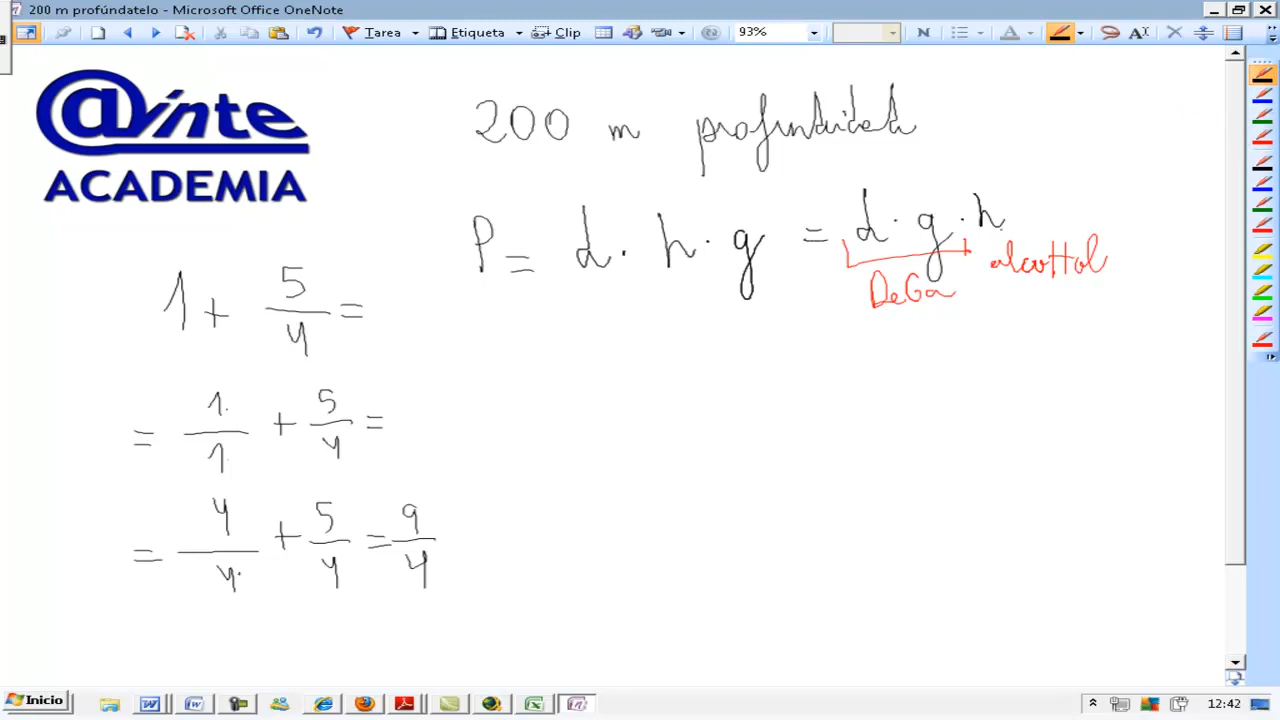 200 m profúndatelo - Microsoft Office OneNote
Tarea Etiqueta Clip 93% N A
@inte
ACADEMIA
200 m profundidad
P = d · h · g = d · g · h
DeGa alcoHol
1 + 5/4 =
= 1/1 + 5/4 =
= 4/4 + 5/4 = 9/4
Inicio 12:42